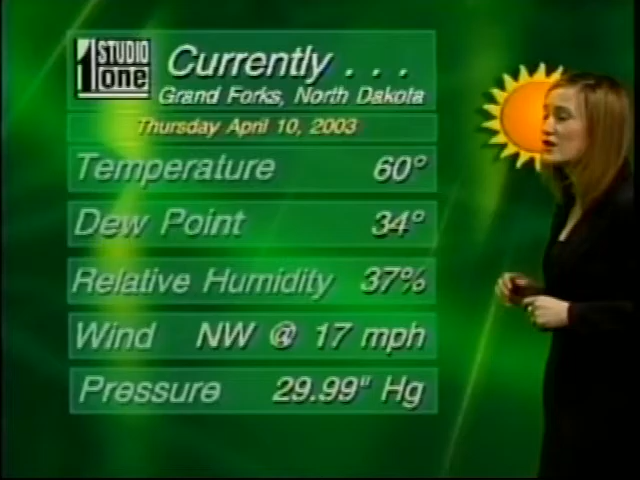 1 STUDIO
one
Currently . . .
Grand Forks, North Dakota
Thursday April 10, 2003
Temperature 60°
Dew Point 34°
Relative Humidity 37%
Wind NW @ 17 mph
Pressure 29.99" Hg